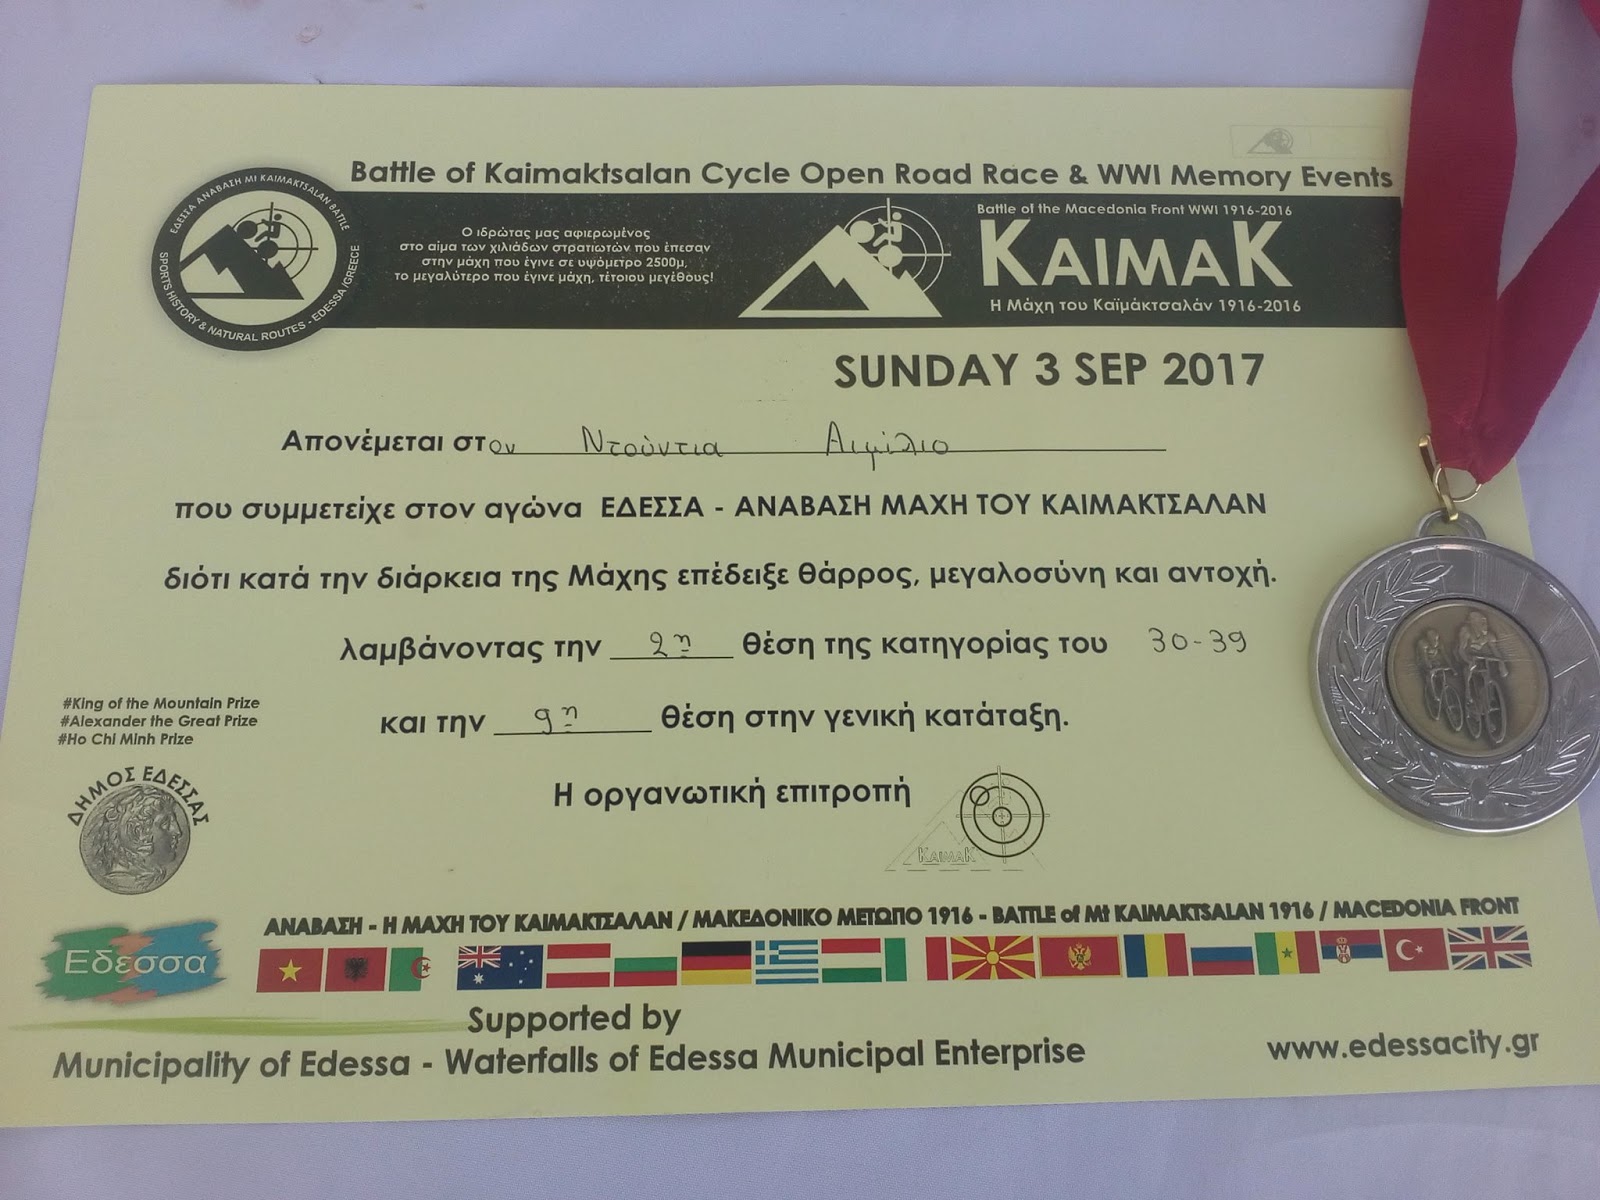 Battle of Kaimaktsalan Cycle Open Road Race & WWI Memory Events
ΕΔΕΣΣΑ ΑΝΑΒΑΣΗ Mt KAIMAKTSALAN BATTLE
SPORTS HISTORY & NATURAL ROUTES - EDESSA /GREECE
Ο ιδρώτας μας αφιερωμένος
στο αίμα των χιλιάδων στρατιωτών που έπεσαν
στην μάχη που έγινε σε υψόμετρο 2500μ,
το μεγαλύτερο που έγινε μάχη, τέτοιου μεγέθους!
Battle of the Macedonia Front WWI 1916-2016
KAIMAK
Η Μάχη του Καϊμάκτσαλάν 1916-2016
SUNDAY 3 SEP 2017
Απονέμεται στον Ντούντια Αιμίλιο
που συμμετείχε στον αγώνα ΕΔΕΣΣΑ - ΑΝΑΒΑΣΗ ΜΑΧΗ ΤΟΥ ΚΑΙΜΑΚΤΣΑΛΑΝ
διότι κατά την διάρκεια της Μάχης επέδειξε θάρρος, μεγαλοσύνη και αντοχή.
λαμβάνοντας την 2η θέση της κατηγορίας του 30-39
και την 9η θέση στην γενική κατάταξη.
#King of the Mountain Prize
#Alexander the Great Prize
#Ho Chi Minh Prize
ΔΗΜΟΣ ΕΔΕΣΣΑΣ
Η οργανωτική επιτροπή
KAIMAK
ΑΝΑΒΑΣΗ - Η ΜΑΧΗ ΤΟΥ ΚΑΙΜΑΚΤΣΑΛΑΝ / ΜΑΚΕΔΟΝΙΚΟ ΜΕΤΩΠΟ 1916 - BATTLE of Mt KAIMAKTSALAN 1916 / MACEDONIA FRONT
Εδεσσα
Supported by
Municipality of Edessa - Waterfalls of Edessa Municipal Enterprise
www.edessacity.gr